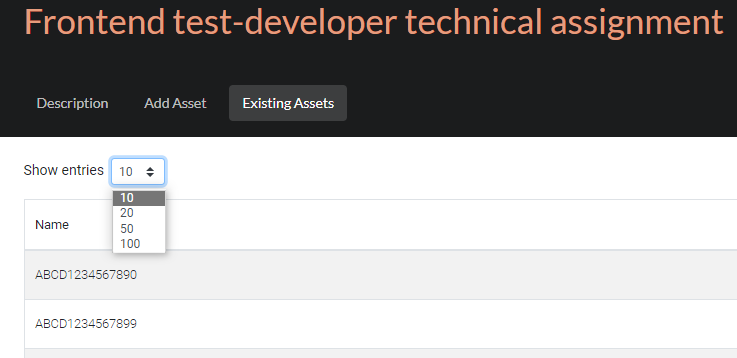 Frontend test-developer technical assignment
Description Add Asset Existing Assets
Show entries 10
10
20
50
100
Name
ABCD1234567890
ABCD1234567899